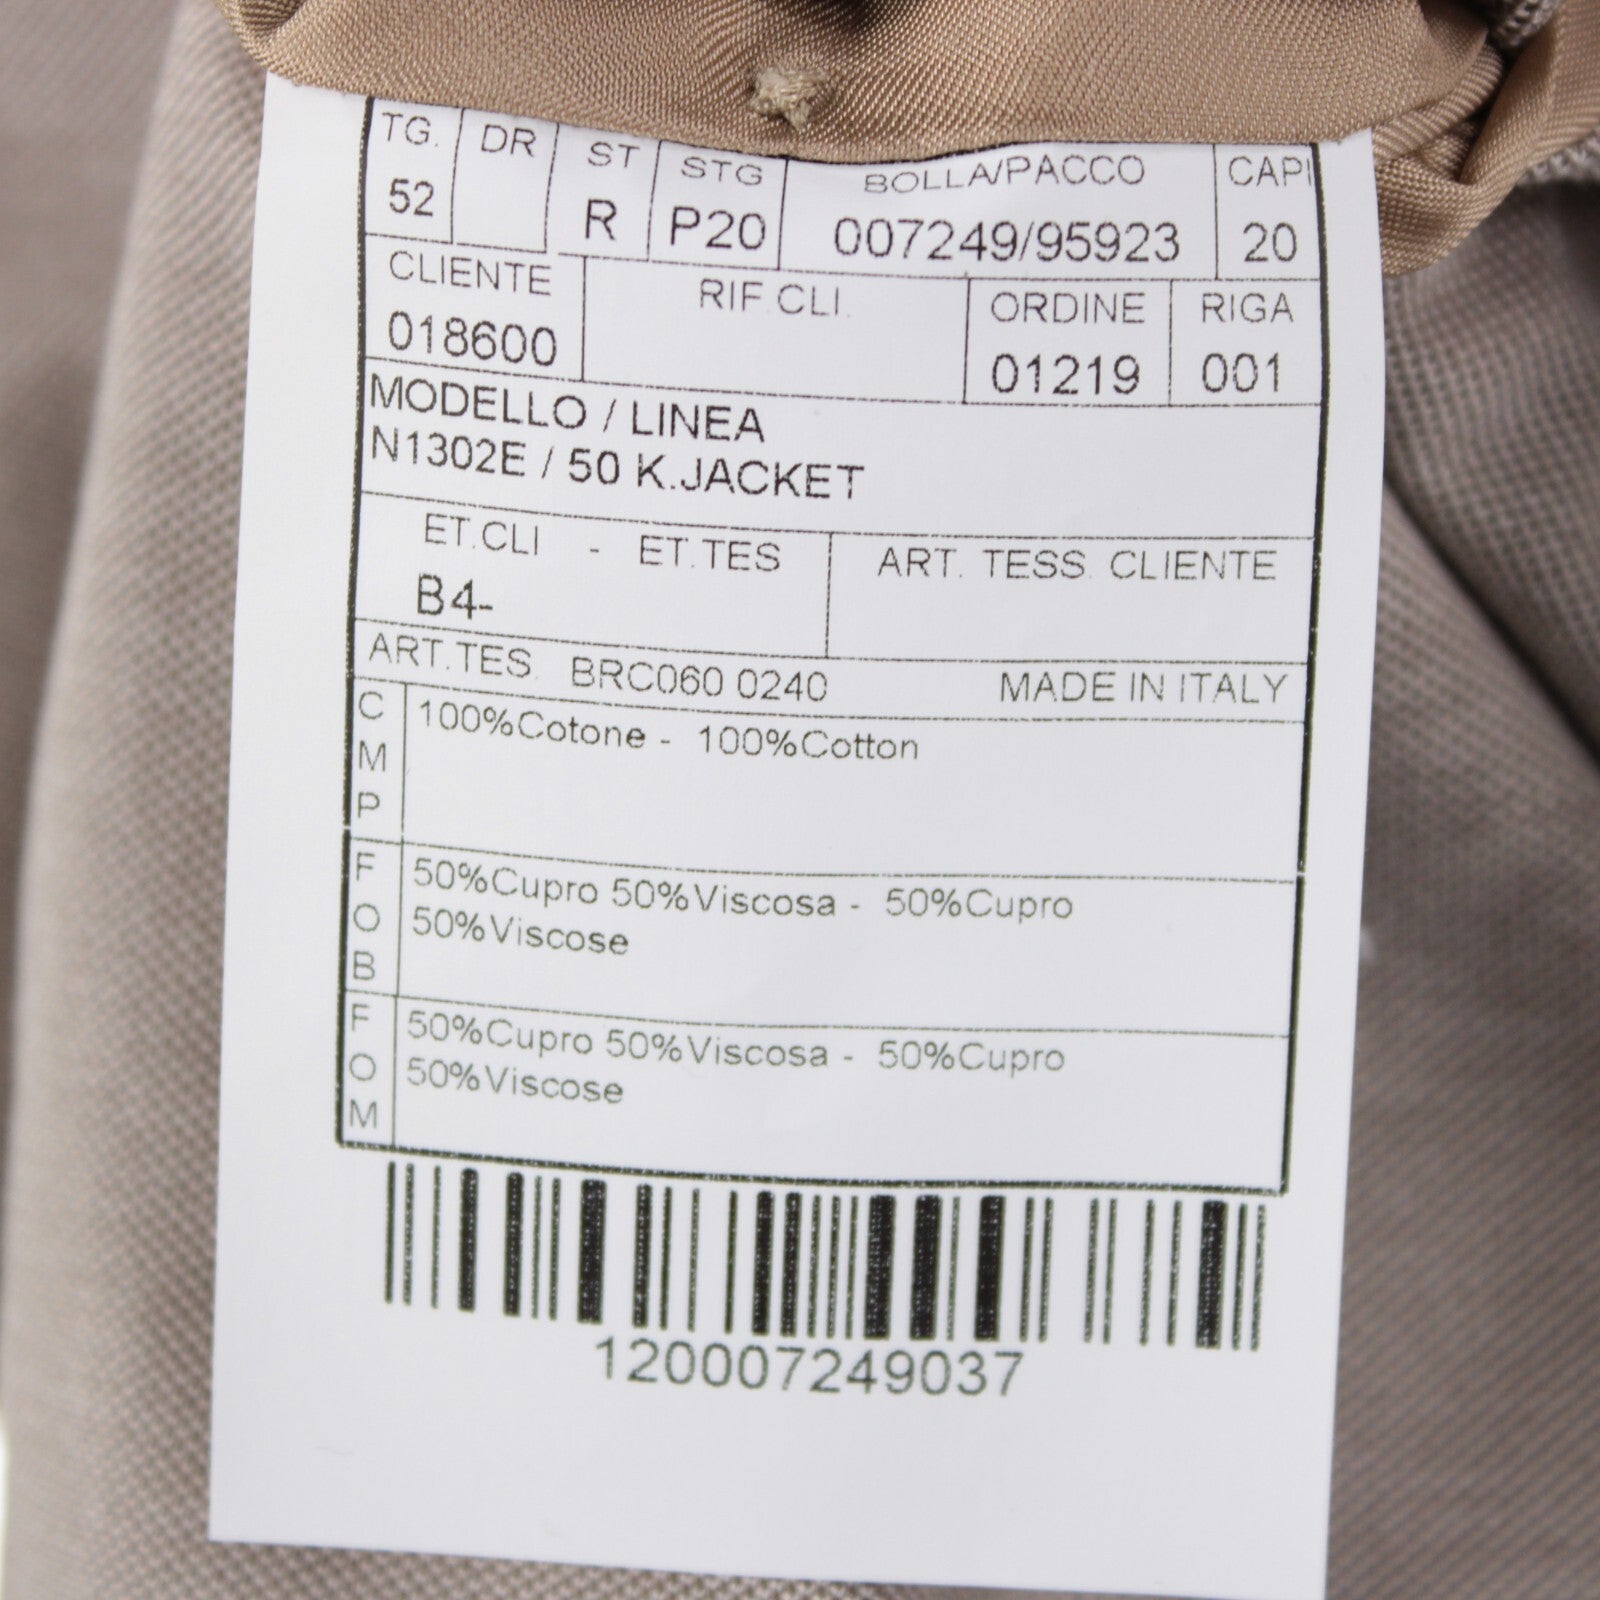 TG. DR ST STG BOLLA/PACCO CAPI
52 R P20 007249/95923 20
CLIENTE RIF.CLI. ORDINE RIGA
018600 01219 001
MODELLO / LINEA
N1302E / 50 K.JACKET
ET.CLI - ET.TES ART. TESS. CLIENTE
B4-
ART.TES. BRC060 0240 MADE IN ITALY
CMP 100%Cotone - 100%Cotton
FOB 50%Cupro 50%Viscosa - 50%Cupro
50%Viscose
FOM 50%Cupro 50%Viscosa - 50%Cupro
50%Viscose
120007249037